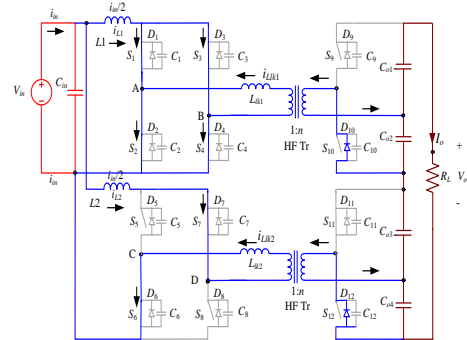 i_in
i_in/2
L1
i_L1
D_1
S_1
C_1
S_3
D_3
C_3
D_9
S_9
C_9
C_o1
V_in
C_in
A
i_Llk1
L_lk1
B
1:n
HF Tr
D_2
S_2
C_2
S_4
D_4
C_4
D_10
S_10
C_10
C_o2
I_o
+
R_L
V_o
-
i_in
i_in/2
i_L2
L2
D_5
S_5
C_5
S_7
D_7
C_7
D_11
S_11
C_11
C_o3
C
i_Llk2
L_lk2
D
1:n
HF Tr
D_6
S_6
C_6
D_8
S_8
C_8
D_12
S_12
C_12
C_o4